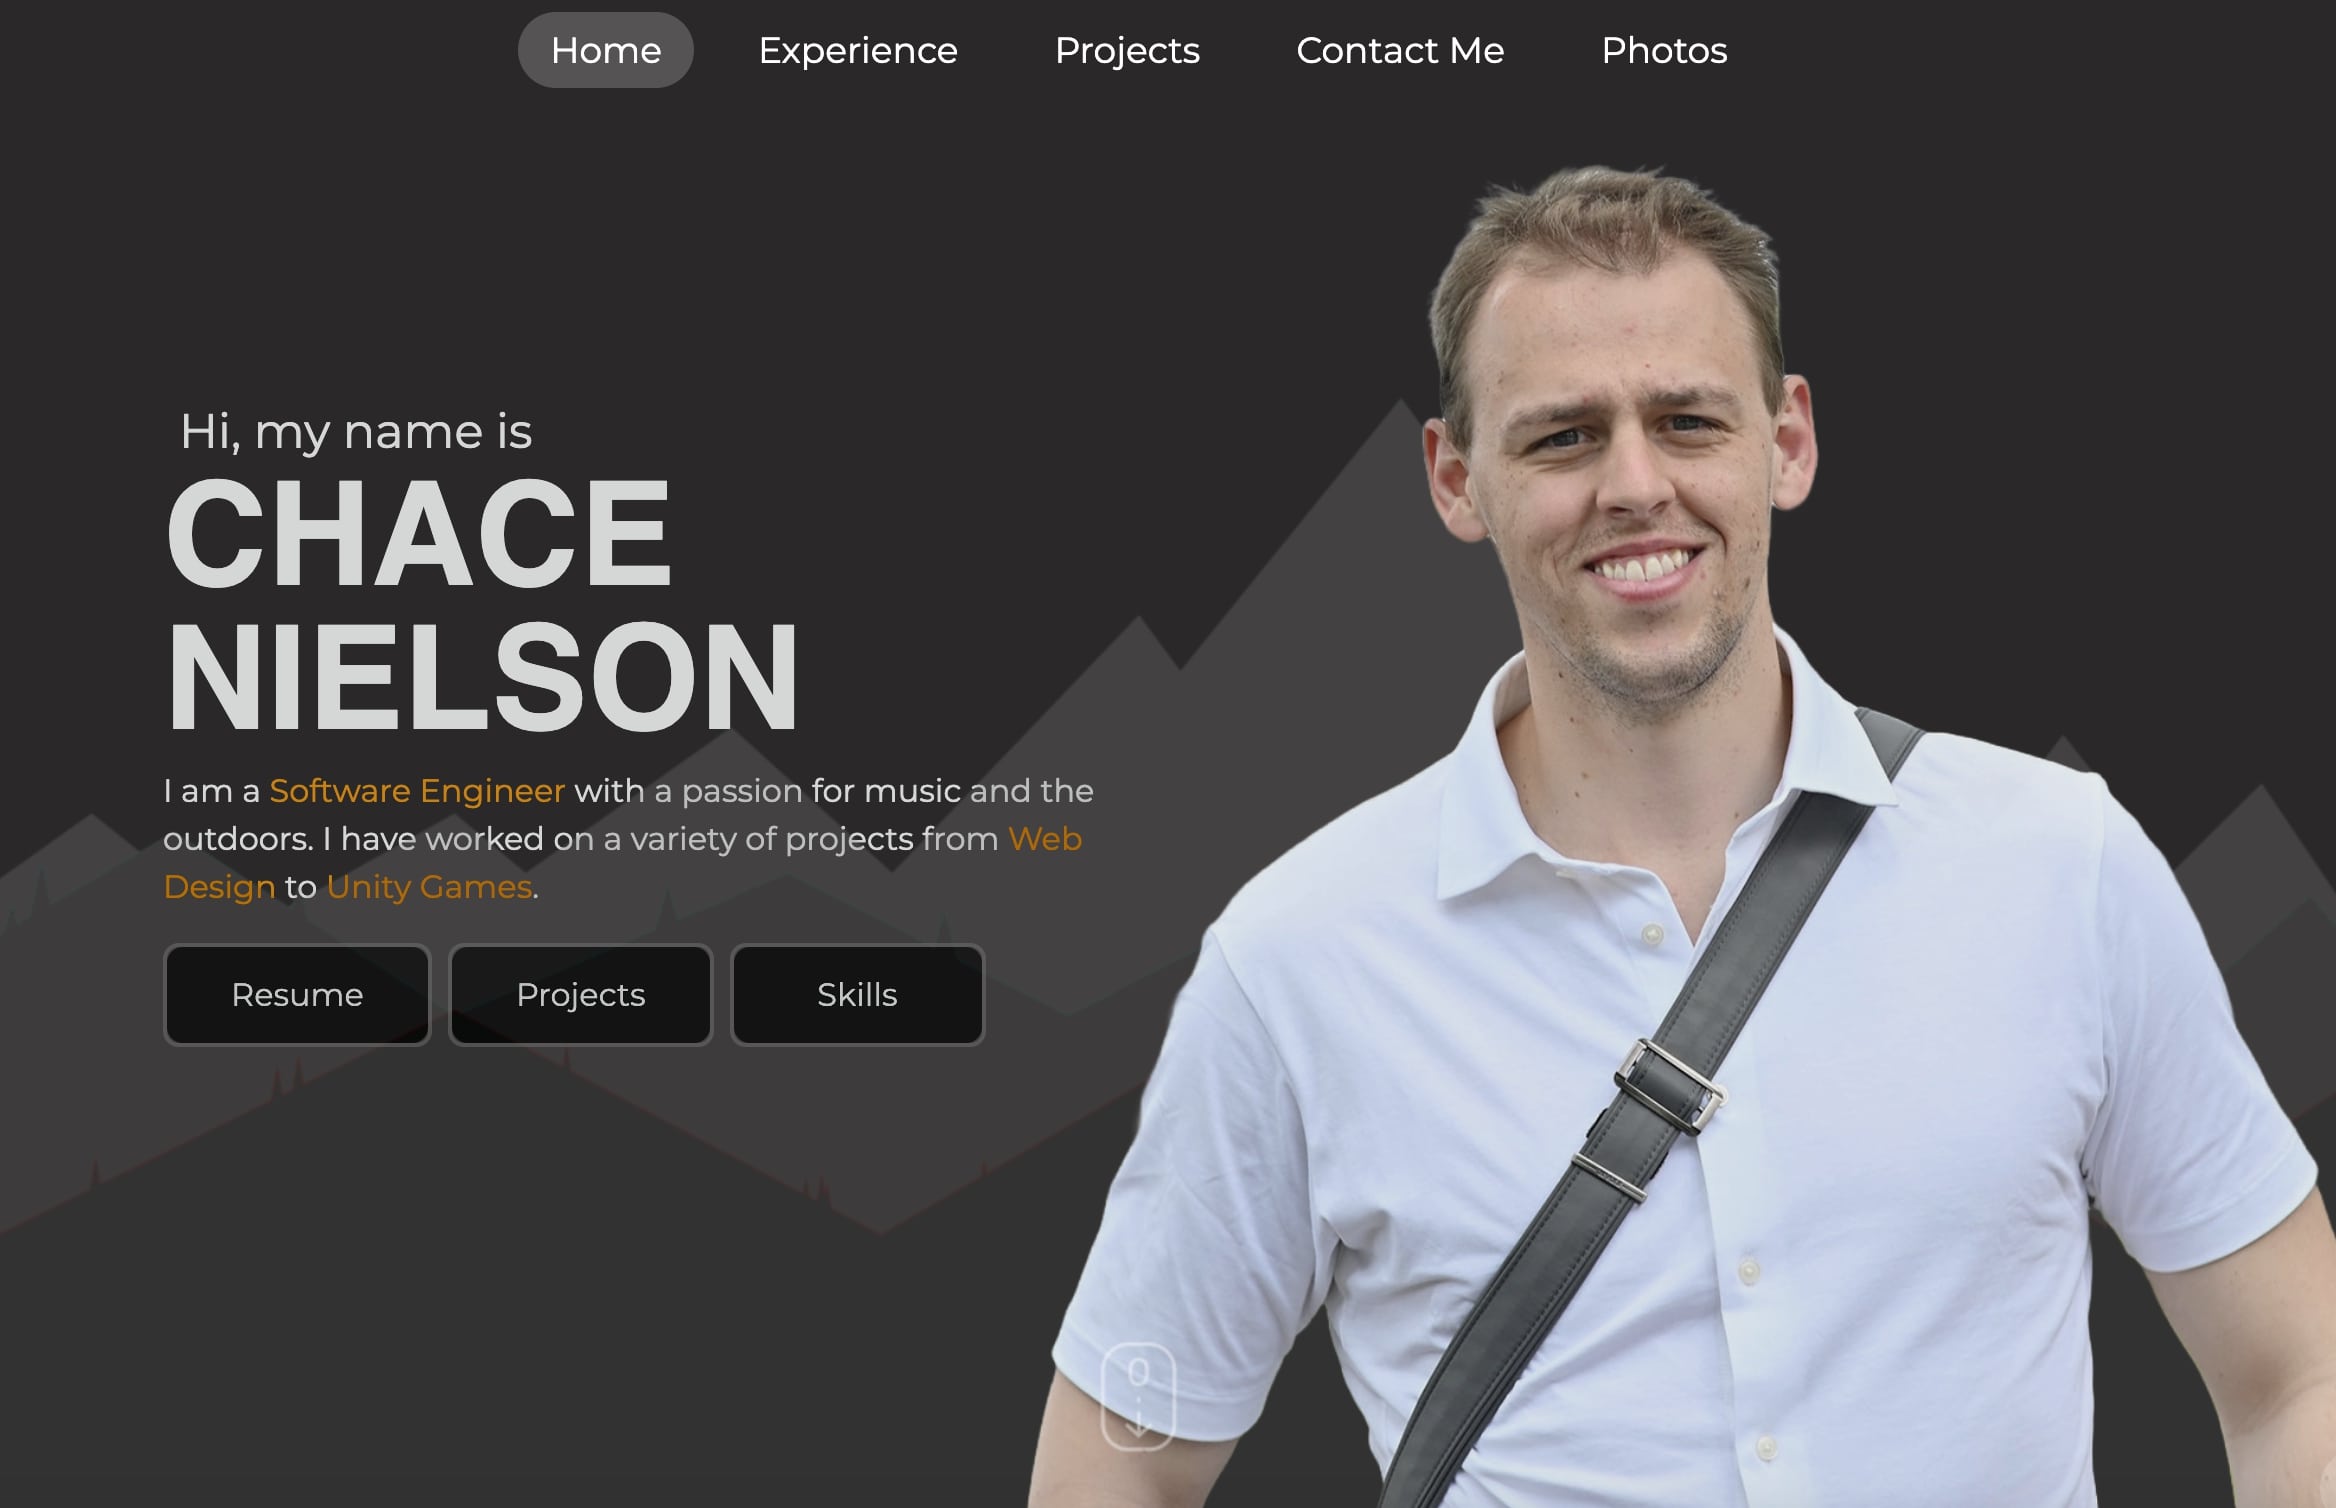 Home Experience Projects Contact Me Photos
Hi, my name is
CHACE
NIELSON
I am a Software Engineer with a passion for music and the
outdoors. I have worked on a variety of projects from Web
Design to Unity Games.
Resume Projects Skills